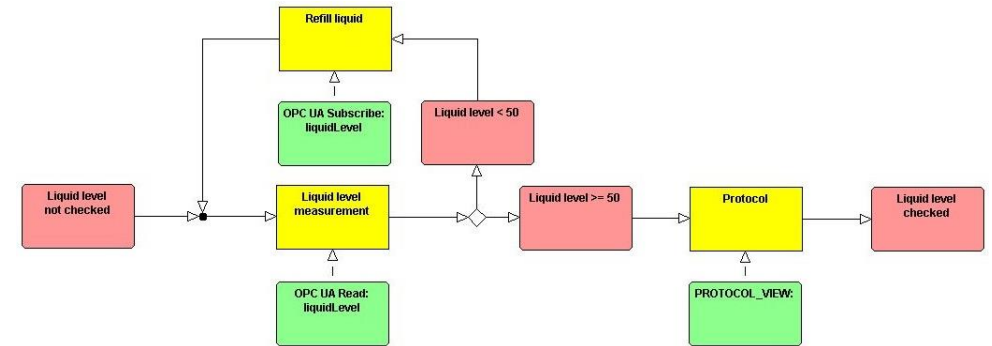 Refill liquid
OPC UA Subscribe:
liquidLevel
Liquid level < 50
Liquid level
not checked
Liquid level
measurement
Liquid level >= 50
Protocol
Liquid level
checked
OPC UA Read:
liquidLevel
PROTOCOL_VIEW: